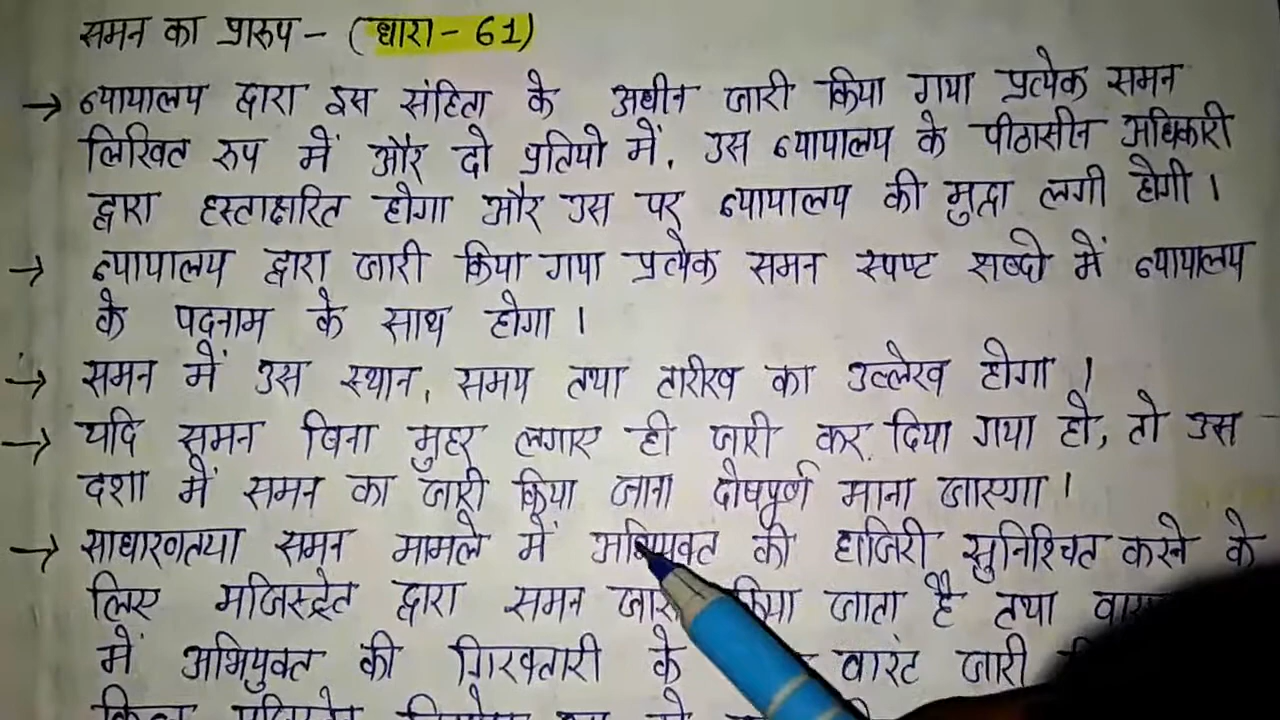 समन का प्रारूप - (धारा - 61)
→ न्यायालय द्वारा इस संहिता के अधीन जारी किया गया प्रत्येक समन
लिखित रुप में और दो प्रतियो में, उस न्यायालय के पीठासीन अधिकारी
द्वारा हस्ताक्षरित होगा और उस पर न्यायालय की मुद्रा लगी होगी।
→ न्यायालय द्वारा जारी किया गया प्रत्येक समन स्पष्ट शब्दो में न्यायालय
के पदनाम के साथ होगा।
→ समन में उस स्थान, समय तथा तारीख का उल्लेख होगा।
→ यदि समन बिना मुहर लगाए ही जारी कर दिया गया हो, तो उस
दशा में समन का जारी किया जाना दोषपूर्ण माना जाएगा।
→ साधारणतया समन मामले में अभियुक्त की हाजिरी सुनिश्चित करने के
लिए मजिस्ट्रेट द्वारा समन जारी किया जाता है तथा
में अभियुक्त की गिरफ्तारी के वारंट जारी